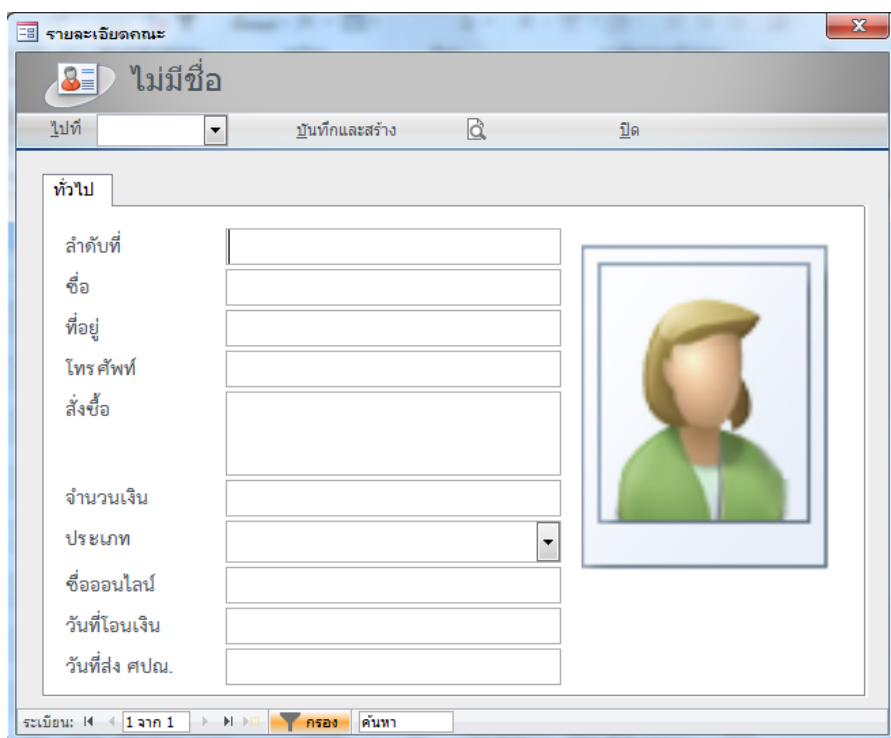 รายละเอียดคณะ
ไม่มีชื่อ
ไปที่ บันทึกและสร้าง ปิด
ทั่วไป
ลำดับที่
ชื่อ
ที่อยู่
โทรศัพท์
สั่งซื้อ
จำนวนเงิน
ประเภท
ชื่อออนไลน์
วันที่โอนเงิน
วันที่ส่ง ศปณ.
ระเบียน: 1 จาก 1 กรอง ค้นหา